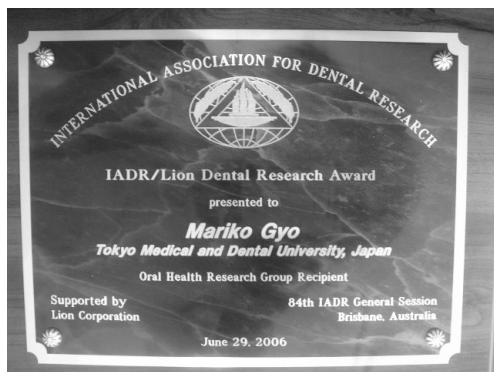 INTERNATIONAL ASSOCIATION FOR DENTAL RESEARCH
IADR/Lion Dental Research Award
presented to
Mariko Gyo
Tokyo Medical and Dental University, Japan
Oral Health Research Group Recipient
Supported by
Lion Corporation
84th IADR General Session
Brisbane, Australia
June 29, 2006